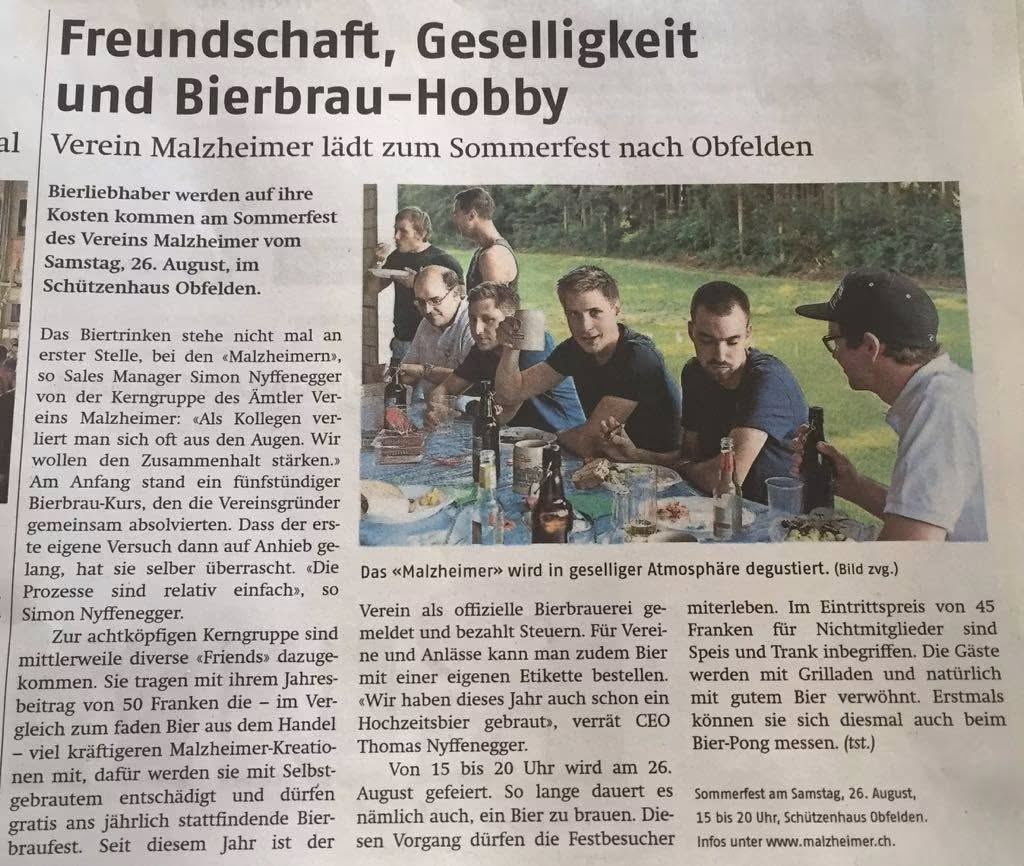 Freundschaft, Geselligkeit
und Bierbrau-Hobby
al
Verein Malzheimer lädt zum Sommerfest nach Obfelden
Bierliebhaber werden auf ihre
Kosten kommen am Sommerfest
des Vereins Malzheimer vom
Samstag, 26. August, im
Schützenhaus Obfelden.
Das Biertrinken stehe nicht mal an
erster Stelle, bei den «Malzheimern»,
so Sales Manager Simon Nyffenegger
von der Kerngruppe des Ämtler Ver-
eins Malzheimer: «Als Kollegen ver-
liert man sich oft aus den Augen. Wir
wollen den Zusammenhalt stärken.»
Am Anfang stand ein fünfstündiger
Bierbrau-Kurs, den die Vereinsgründer
gemeinsam absolvierten. Dass der ers-
te eigene Versuch dann auf Anhieb ge-
lang, hat sie selber überrascht. «Die
Prozesse sind relativ einfach», so
Simon Nyffenegger.
Zur achtköpfigen Kerngruppe sind
mittlerweile diverse «Friends» dazuge-
kommen. Sie tragen mit ihrem Jahres-
beitrag von 50 Franken die – im Ver-
gleich zum faden Bier aus dem Handel
– viel kräftigeren Malzheimer-Kreatio-
nen mit, dafür werden sie mit Selbst-
gebrautem entschädigt und dürfen
gratis ans jährlich stattfindende Bier-
braufest. Seit diesem Jahr ist der
Das «Malzheimer» wird in geselliger Atmosphäre degustiert. (Bild zvg.)
Verein als offizielle Bierbrauerei ge-
meldet und bezahlt Steuern. Für Verei-
ne und Anlässe kann man zudem Bier
mit einer eigenen Etikette bestellen.
«Wir haben dieses Jahr auch schon ein
Hochzeitsbier gebraut», verrät CEO
Thomas Nyffenegger.
Von 15 bis 20 Uhr wird am 26.
August gefeiert. So lange dauert es
nämlich auch, ein Bier zu brauen. Die-
sen Vorgang dürfen die Festbesucher
miterleben. Im Eintrittspreis von 45
Franken für Nichtmitglieder sind
Speis und Trank inbegriffen. Die Gäste
werden mit Grilladen und natürlich
mit gutem Bier verwöhnt. Erstmals
können sie sich diesmal auch beim
Bier-Pong messen. (tst.)
Sommerfest am Samstag, 26. August,
15 bis 20 Uhr, Schützenhaus Obfelden.
Infos unter www.malzheimer.ch.